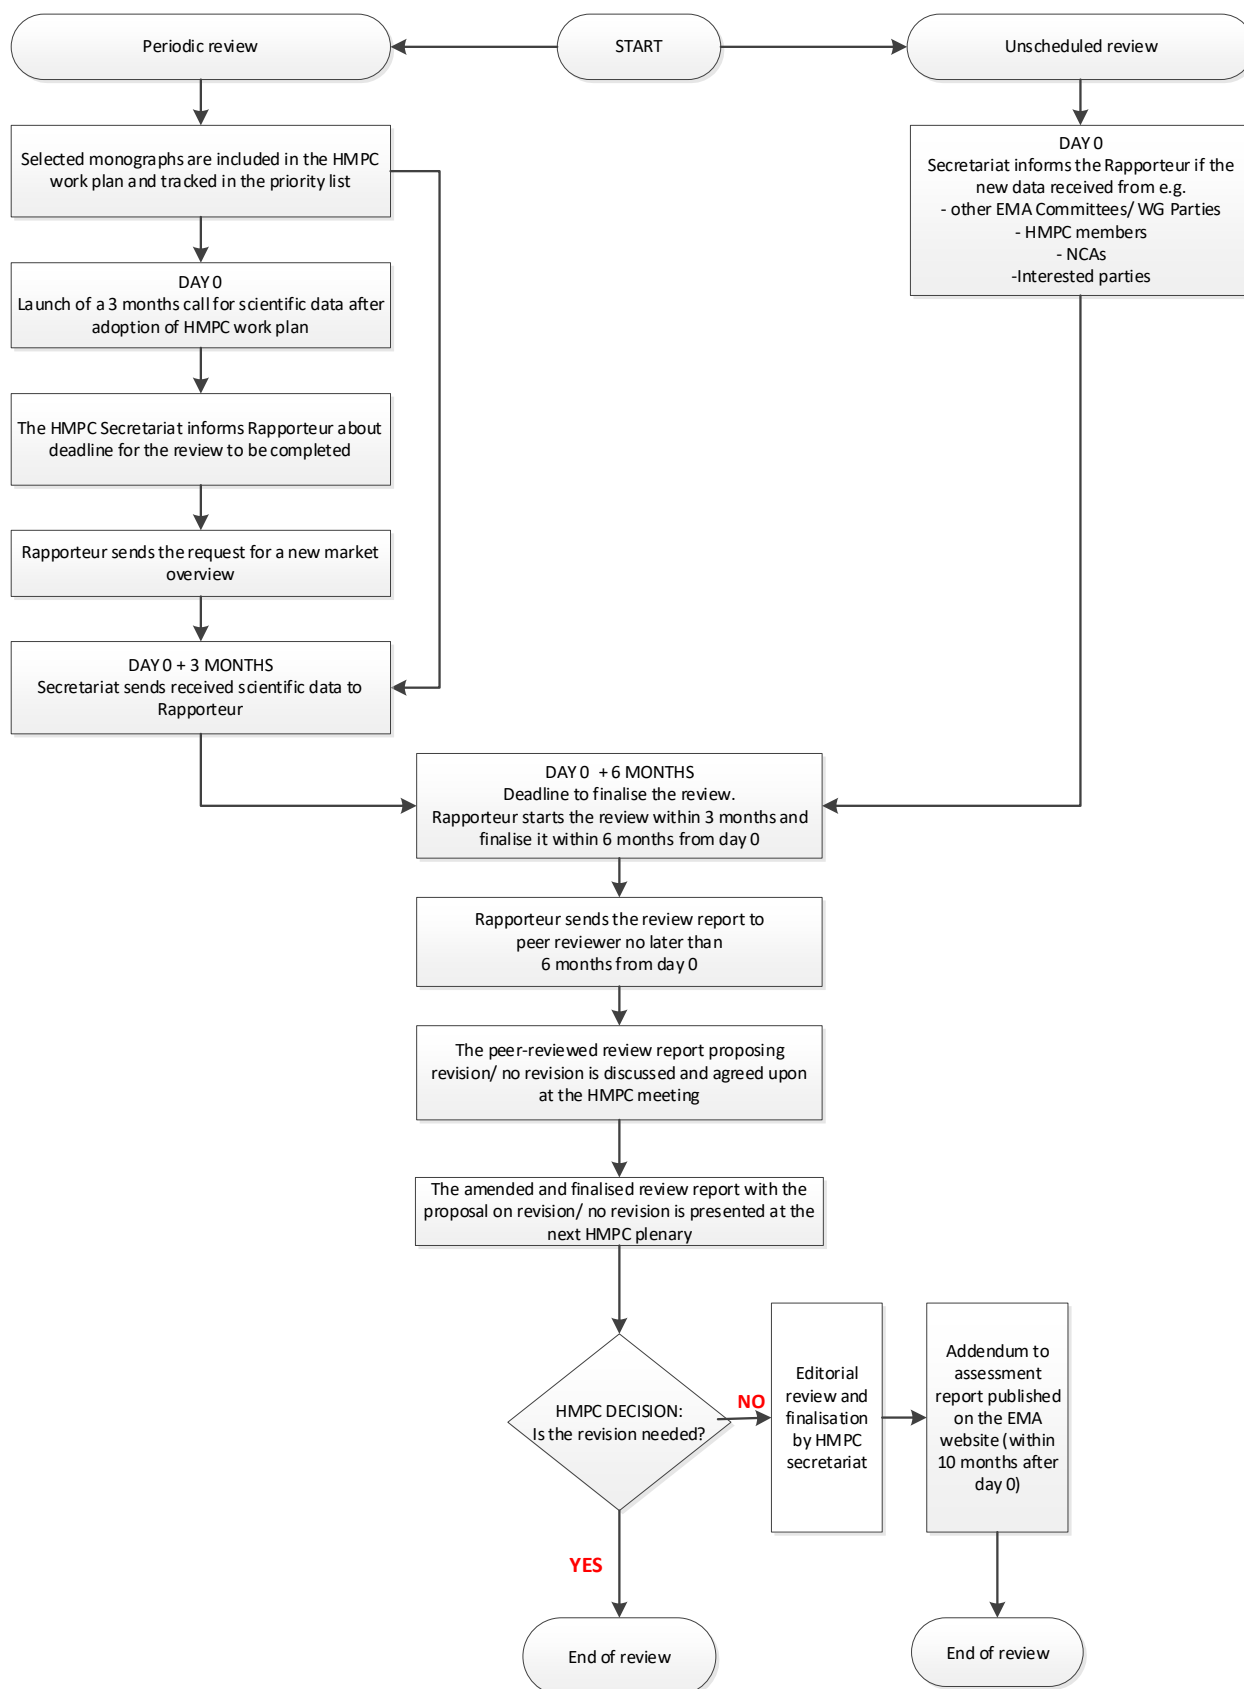 Periodic review
START
Unscheduled review
Selected monographs are included in the HMPC
work plan and tracked in the priority list
DAY 0
Launch of a 3 months call for scientific data after
adoption of HMPC work plan
The HMPC Secretariat informs Rapporteur about
deadline for the review to be completed
Rapporteur sends the request for a new market
overview
DAY 0 + 3 MONTHS
Secretariat sends received scientific data to
Rapporteur
DAY 0
Secretariat informs the Rapporteur if the
new data received from e.g.
- other EMA Committees/ WG Parties
- HMPC members
- NCAs
-Interested parties
DAY 0 + 6 MONTHS
Deadline to finalise the review.
Rapporteur starts the review within 3 months and
finalise it within 6 months from day 0
Rapporteur sends the review report to
peer reviewer no later than
6 months from day 0
The peer-reviewed review report proposing
revision/ no revision is discussed and agreed upon
at the HMPC meeting
The amended and finalised review report with the
proposal on revision/ no revision is presented at the
next HMPC plenary
HMPC DECISION:
Is the revision needed?
NO
Editorial
review and
finalisation
by HMPC
secretariat
Addendum to
assessment
report published
on the EMA
website (within
10 months after
day 0)
YES
End of review
End of review